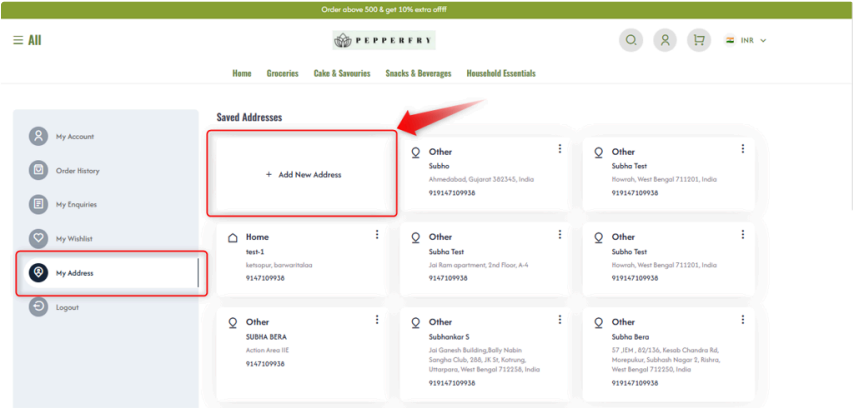 Order above 500 & get 10% extra offff
All
PEPPERFRY
INR
Home Groceries Cake & Savouries Snacks & Beverages Household Essentials
My Account
Order History
My Enquiries
My Wishlist
My Address
Logout
Saved Addresses
+ Add New Address
Other
Subho
Ahmedabad, Gujarat 382345, India
919147109938
Other
Subha Test
Howrah, West Bengal 711201, India
919147109938
Home
test-1
ketsopur, barwaritalaa
9147109938
Other
Subha Test
Jai Ram apartment, 2nd Floor, A-4
919147109938
Other
Subha Test
Howrah, West Bengal 711201, India
919147109938
Other
SUBHA BERA
Action Area IIE
9147109938
Other
Subhankar S
Jai Ganesh Building,Bally Nabin
Sangha Club, 288, JK St, Kotrung,
Uttarpara, West Bengal 712258, India
919147109938
Other
Subha Bera
57 JEM , 82/136, Kesab Chandra Rd,
Morepukur, Subhash Nagar 2, Rishra,
West Bengal 712250, India
919147109938